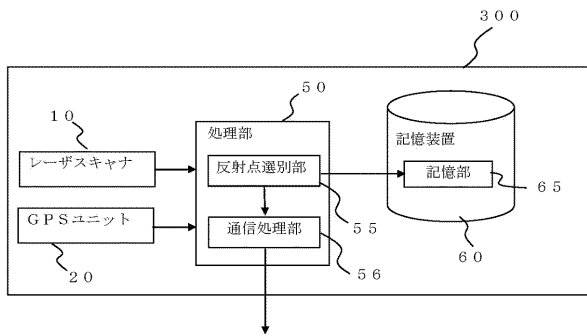 ３００
５０
１０
処理部
記憶装置
レーザスキャナ
反射点選別部
記憶部
６５
５５
ＧＰＳユニット
通信処理部
６０
２０
５６